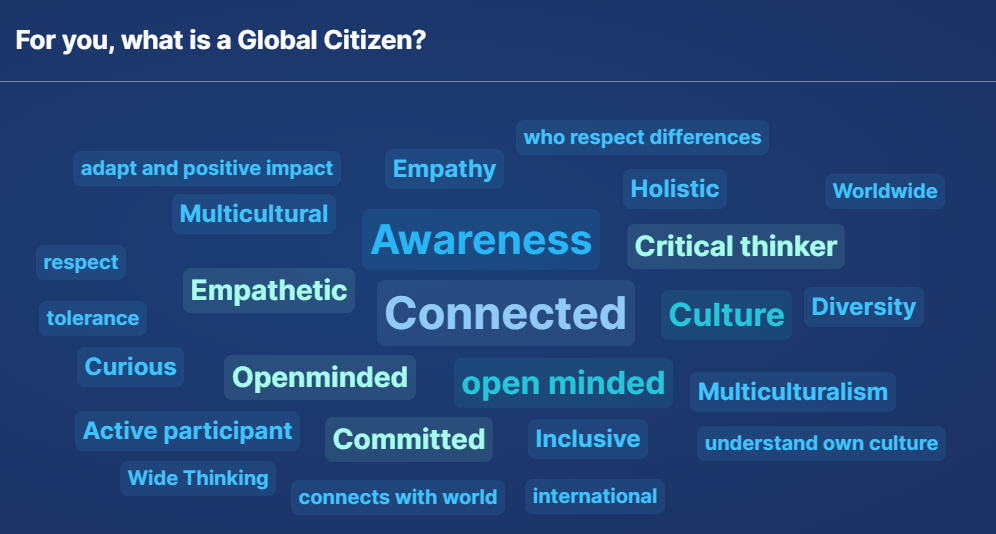 For you, what is a Global Citizen?
who respect differences
adapt and positive impact
Empathy
Holistic
Worldwide
Multicultural
Awareness
Critical thinker
respect
Empathetic
Connected
Culture
Diversity
tolerance
Curious
Openminded
open minded
Multiculturalism
Active participant
Committed
Inclusive
understand own culture
Wide Thinking
connects with world
international